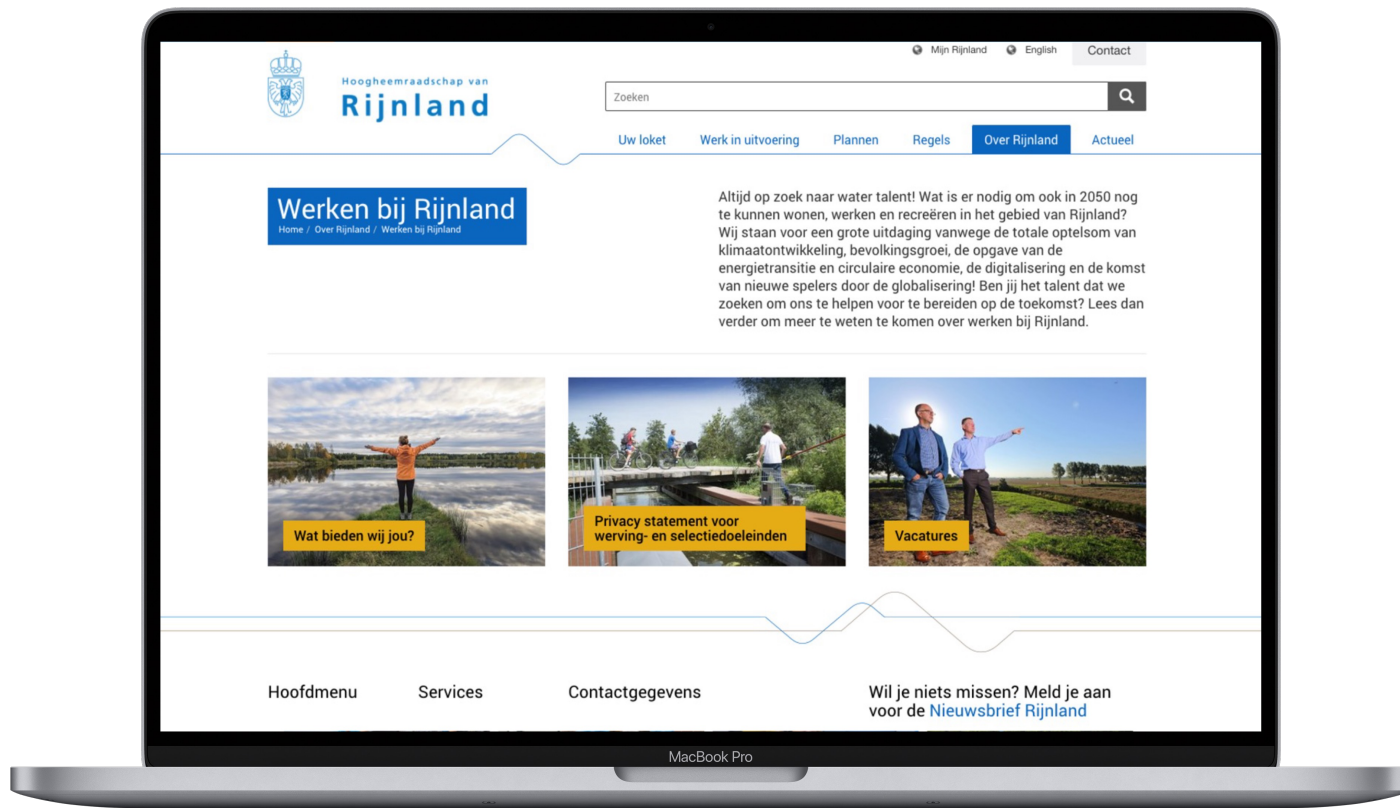 Mijn Rijnland
English
Contact
Hoogheemraadschap van
Rijnland
Zoeken
Uw loket
Werk in uitvoering
Plannen
Regels
Over Rijnland
Actueel
Werken bij Rijnland
Home / Over Rijnland / Werken bij Rijnland
Altijd op zoek naar water talent! Wat is er nodig om ook in 2050 nog
te kunnen wonen, werken en recreëren in het gebied van Rijnland?
Wij staan voor een grote uitdaging vanwege de totale optelsom van
klimaatontwikkeling, bevolkingsgroei, de opgave van de
energietransitie en circulaire economie, de digitalisering en de komst
van nieuwe spelers door de globalisering! Ben jij het talent dat we
zoeken om ons te helpen voor te bereiden op de toekomst? Lees dan
verder om meer te weten te komen over werken bij Rijnland.
Wat bieden wij jou?
Privacy statement voor
werving- en selectiedoeleinden
Vacatures
Hoofdmenu
Services
Contactgegevens
Wil je niets missen? Meld je aan
voor de Nieuwsbrief Rijnland
MacBook Pro